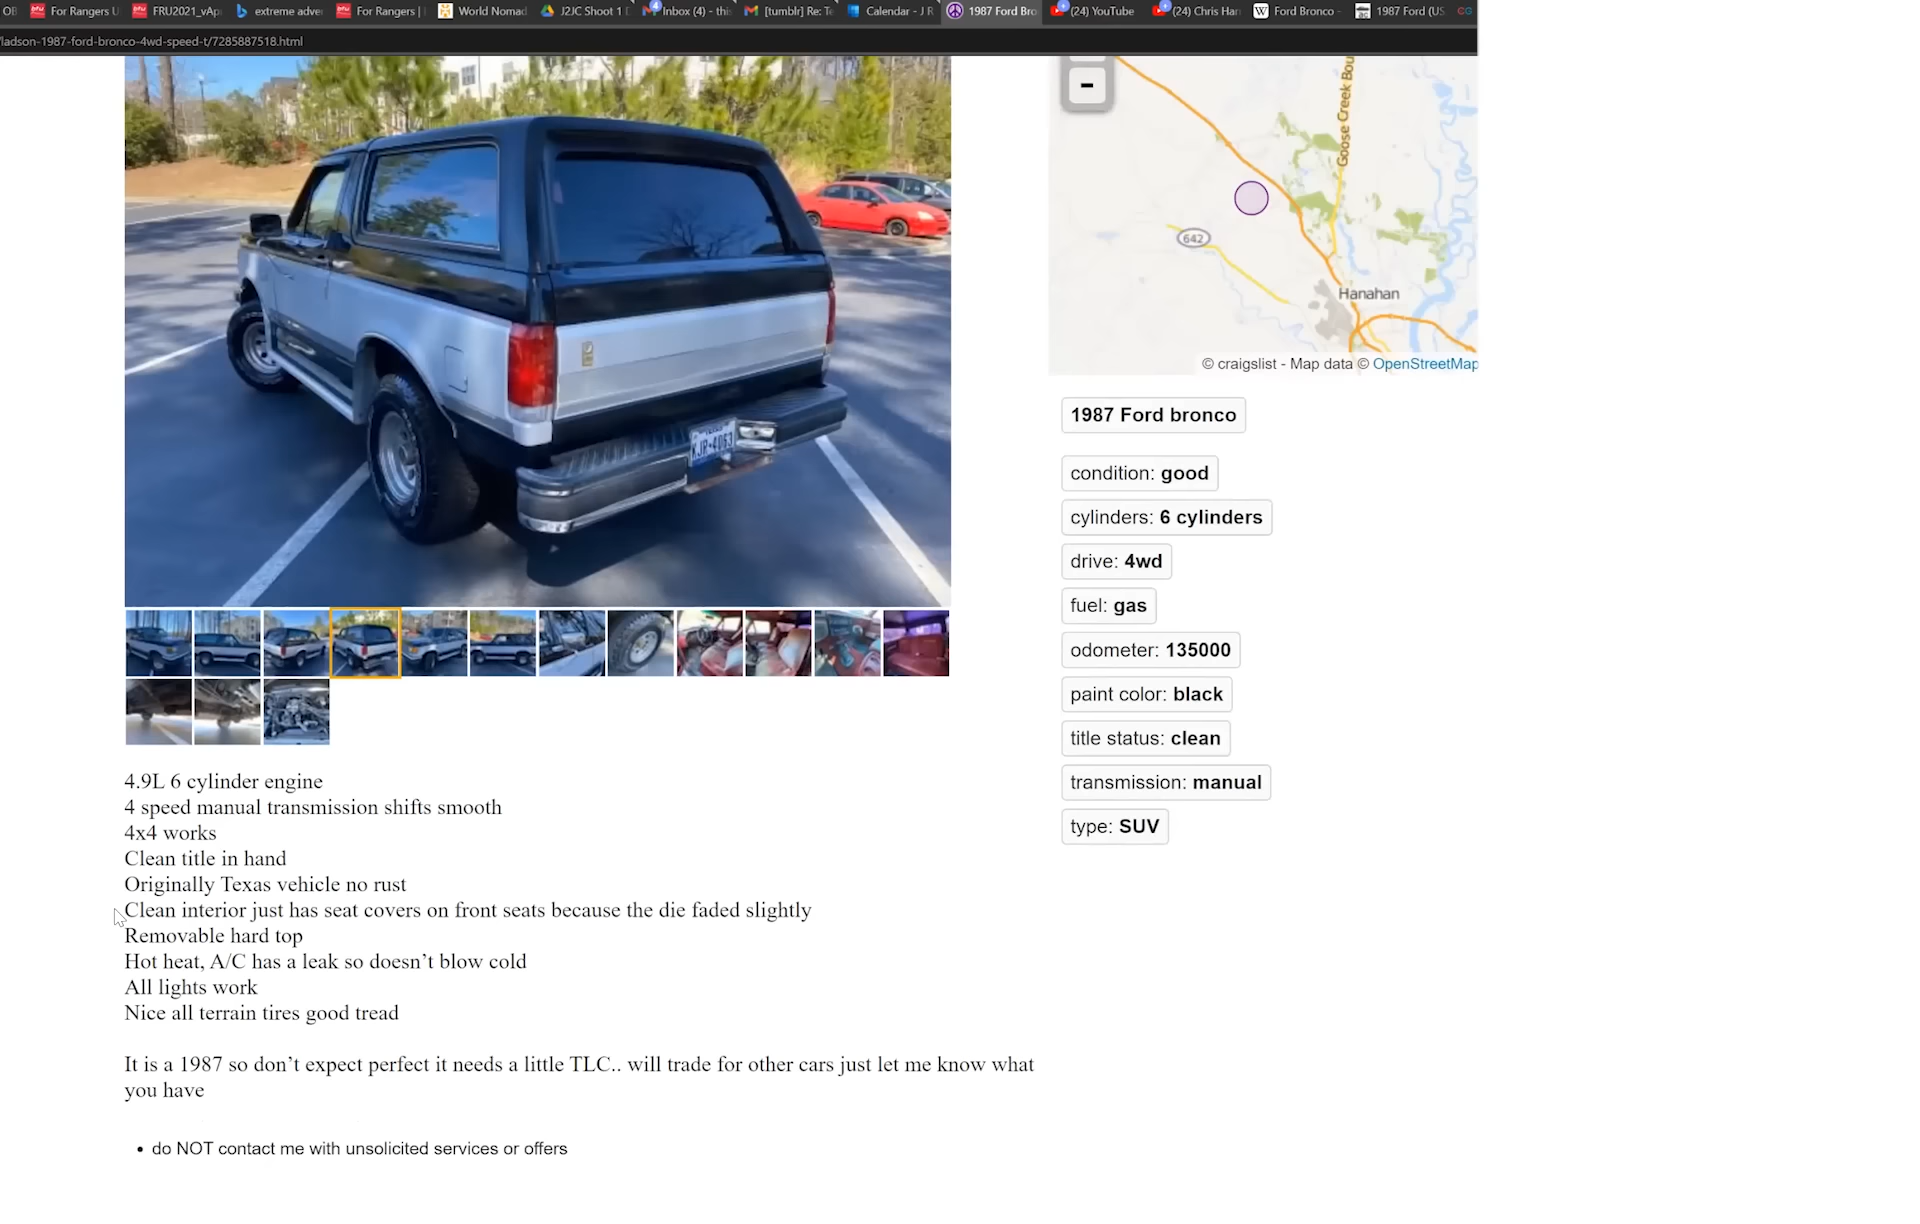 For Rangers U
FRU2021_vAp
extreme adve
For Rangers |
World Nomad
J2JC Shoot 1
Inbox (4) - thi
[tumblr] Re: T
Calendar - J R
1987 Ford Bro
(24) YouTube
(24) Chris Har
Ford Bronco -
1987 Ford (US
/ladson-1987-ford-bronco-4wd-speed-t/7285887518.html
-
Goose Creek Bou
642
Hanahan
© craigslist - Map data © OpenStreetMap
1987 Ford bronco
condition: good
cylinders: 6 cylinders
drive: 4wd
fuel: gas
odometer: 135000
paint color: black
title status: clean
transmission: manual
type: SUV
4.9L 6 cylinder engine
4 speed manual transmission shifts smooth
4x4 works
Clean title in hand
Originally Texas vehicle no rust
Clean interior just has seat covers on front seats because the die faded slightly
Removable hard top
Hot heat, A/C has a leak so doesn’t blow cold
All lights work
Nice all terrain tires good tread
It is a 1987 so don’t expect perfect it needs a little TLC.. will trade for other cars just let me know what
you have
• do NOT contact me with unsolicited services or offers